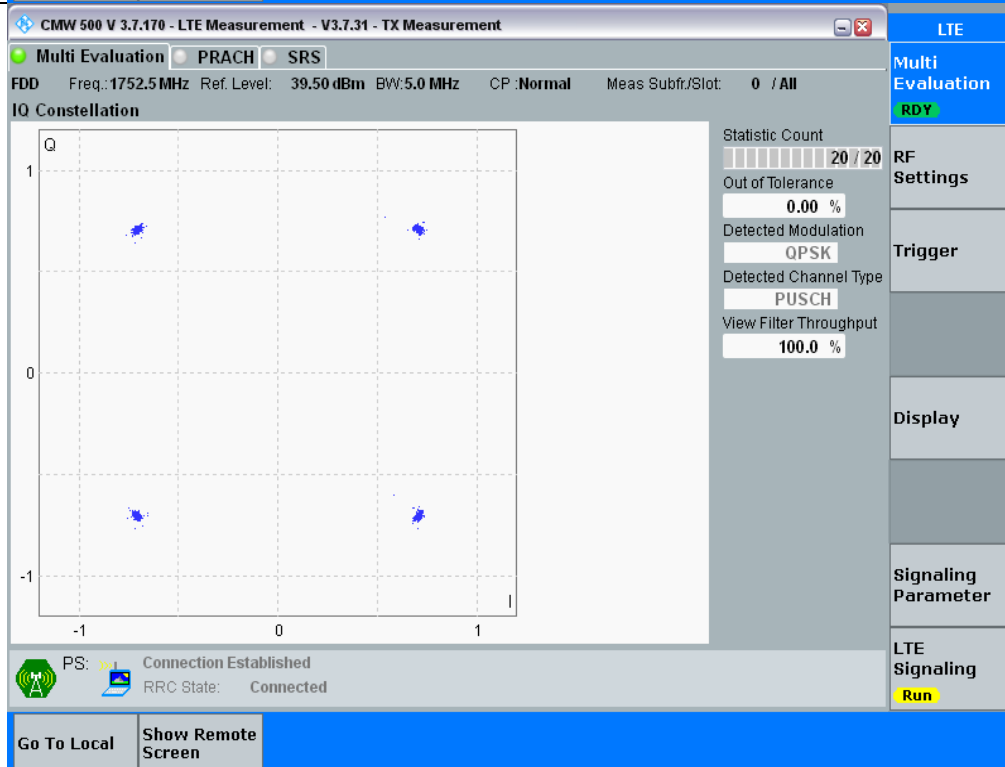 CMW 500 V 3.7.170 - LTE Measurement - V3.7.31 - TX Measurement
LTE
Multi Evaluation PRACH SRS
FDD Freq.:1752.5 MHz Ref. Level: 39.50 dBm BW:5.0 MHz CP :Normal Meas Subfr./Slot: 0 / All
IQ Constellation
Q
1
0
-1
I
-1 0 1
Statistic Count
20 / 20
Out of Tolerance
0.00 %
Detected Modulation
QPSK
Detected Channel Type
PUSCH
View Filter Throughput
100.0 %
Multi
Evaluation
RDY
RF
Settings
Trigger
Display
Signaling
Parameter
LTE
Signaling
Run
PS: Connection Established
RRC State: Connected
Go To Local
Show Remote
Screen